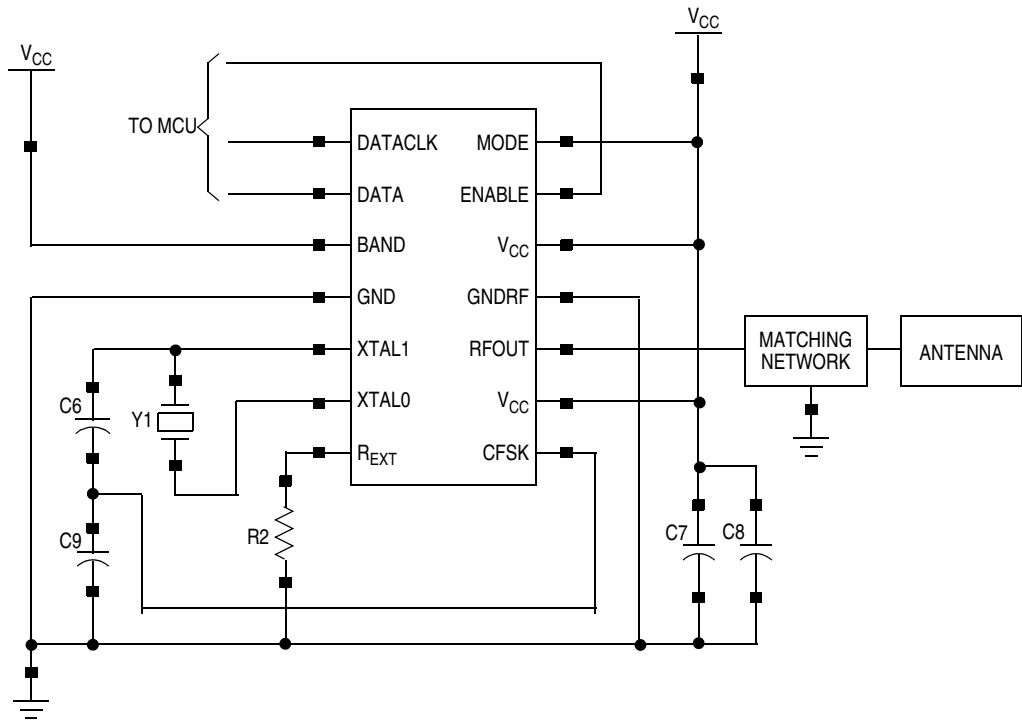 VCC
VCC
TO MCU
DATACLK
MODE
DATA
ENABLE
BAND
VCC
GND
GNDRF
XTAL1
RFOUT
MATCHING
NETWORK
ANTENNA
C6
Y1
XTAL0
VCC
REXT
CFSK
C9
R2
C7
C8